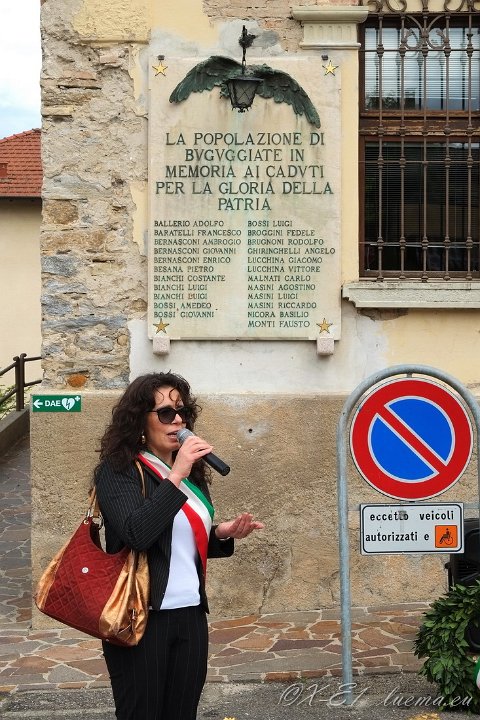 LA POPOLAZIONE DI
BVGVGGIATE IN
MEMORIA AI CADVTI
PER LA GLORIA DELLA
PATRIA
BALLERIO ADOLFO
BARATELLI FRANCESCO
BERNASCONI AMBROGIO
BERNASCONI GIOVANNI
BERNASCONI ENRICO
BESANA PIETRO
BIANCHI COSTANTE
BIANCHI LUIGI
BIANCHI LUIGI
BOSSI AMEDEO
BOSSI GIOVANNI
BOSSI LUIGI
BROGGINI FEDELE
BRUGNONI RODOLFO
GHIRINGHELLI ANGELO
LUCCHINA GIACOMO
LUCCHINA VITTORE
MALNATI CARLO
MASINI AGOSTINO
MASINI LUIGI
MASINI RICCARDO
NICORA BASILIO
MONTI FAUSTO
DAE
eccetto veicoli
autorizzati e
luema.eu